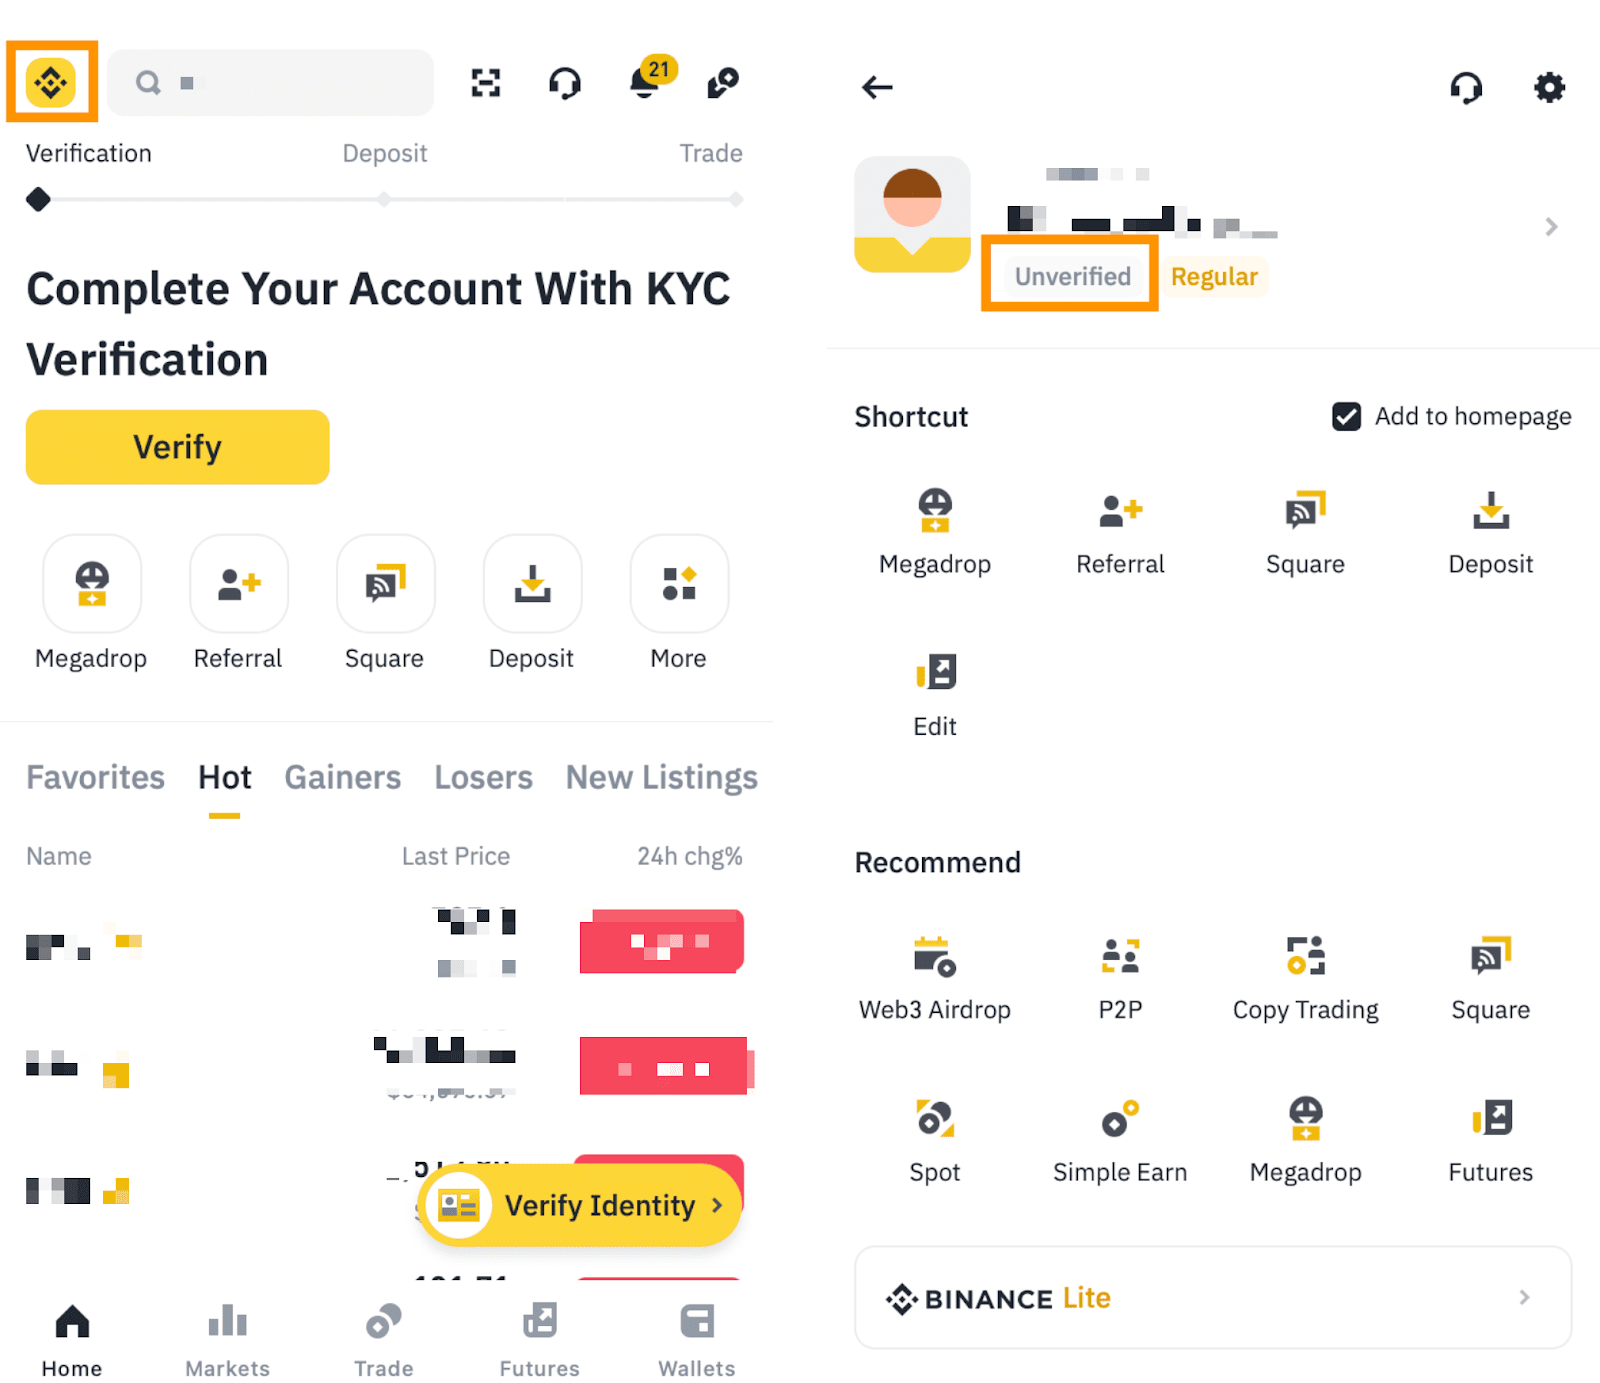 21
Verification Deposit Trade
Complete Your Account With KYC
Verification
Verify
Megadrop Referral Square Deposit More
Favorites Hot Gainers Losers New Listings
Name Last Price 24h chg%
Verify Identity
Home Markets Trade Futures Wallets
Unverified Regular
Shortcut Add to homepage
Megadrop Referral Square Deposit
Edit
Recommend
Web3 Airdrop P2P Copy Trading Square
Spot Simple Earn Megadrop Futures
BINANCE Lite